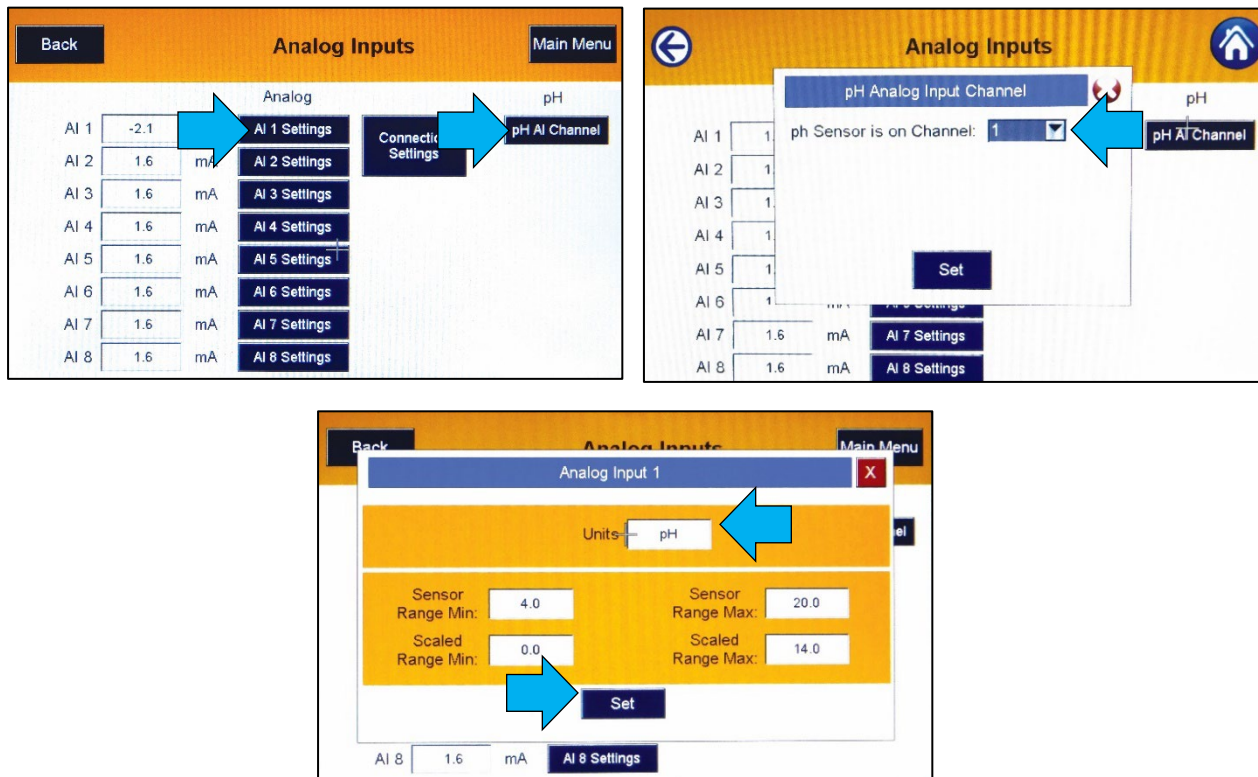 Back Analog Inputs Main Menu
Analog pH
AI 1 -2.1 AI 1 Settings Settings pH AI Channel
AI 2 1.6 mA AI 2 Settings
AI 3 1.6 mA AI 3 Settings
AI 4 1.6 mA AI 4 Settings
AI 5 1.6 mA AI 5 Settings
AI 6 1.6 mA AI 6 Settings
AI 7 1.6 mA AI 7 Settings
AI 8 1.6 mA AI 8 Settings
Analog Inputs
pH Analog Input Channel
pH
ph Sensor is on Channel: 1
AI 1 pH AI Channel
AI 2
AI 3
AI 4
AI 5 Set
AI 6
AI 7 1.6 mA AI 7 Settings
AI 8 1.6 mA AI 8 Settings
Back Analog Inputs Main Menu
Analog Input 1 X
Units pH
Sensor Range Min: 4.0 Sensor Range Max: 20.0
Scaled Range Min: 0.0 Scaled Range Max: 14.0
Set
AI 8 1.6 mA AI 8 Settings